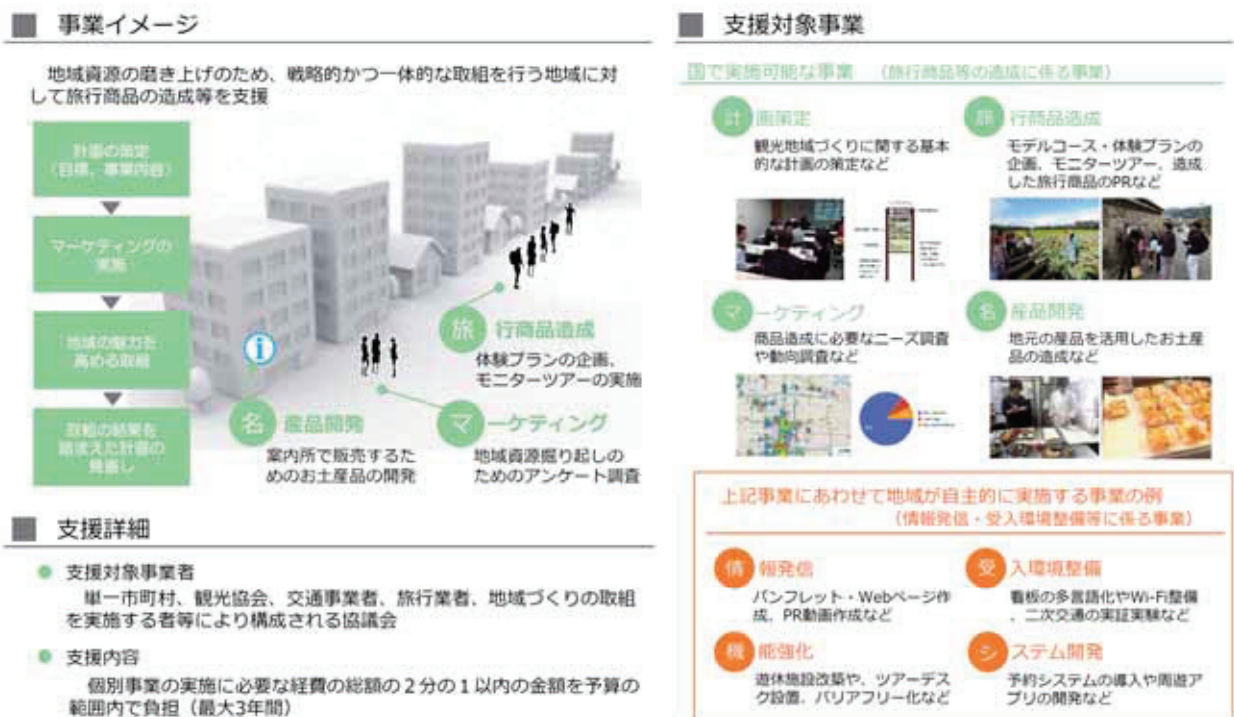 事業イメージ
地域資源の磨き上げのため、戦略的かつ一体的な取組を行う地域に対
して旅行商品の造成等を支援
計画の策定
（目標、事業内容）
マーケティングの
実施
地域の魅力を
高める取組
取組の結果を
踏まえた計画の
見直し
旅 行商品造成
体験プランの企画、
モニターツアーの実施
名 産品開発
案内所で販売するた
めのお土産品の開発
マ ーケティング
地域資源掘り起しの
ためのアンケート調査
支援詳細
支援対象事業者
単一市町村、観光協会、交通事業者、旅行業者、地域づくりの取組
を実施する者等により構成される協議会
支援内容
個別事業の実施に必要な経費の総額の２分の１以内の金額を予算の
範囲内で負担（最大3年間）
支援対象事業
国で実施可能な事業 （旅行商品等の造成に係る事業）
計 画策定
観光地域づくりに関する基本
的な計画の策定など
旅 行商品造成
モデルコース・体験プランの
企画、モニターツアー、造成
した旅行商品のPRなど
マ ーケティング
商品造成に必要なニーズ調査
や動向調査など
名 産品開発
地元の産品を活用したお土産
品の造成など
上記事業にあわせて地域が自主的に実施する事業の例
（情報発信・受入環境整備等に係る事業）
情 報発信
パンフレット・Webページ作
成、PR動画作成など
受 入環境整備
看板の多言語化やWi-Fi整備
、二次交通の実証実験など
機 能強化
遊休施設改築や、ツアーデス
ク設置、バリアフリー化など
シ ステム開発
予約システムの導入や周遊ア
プリの開発など